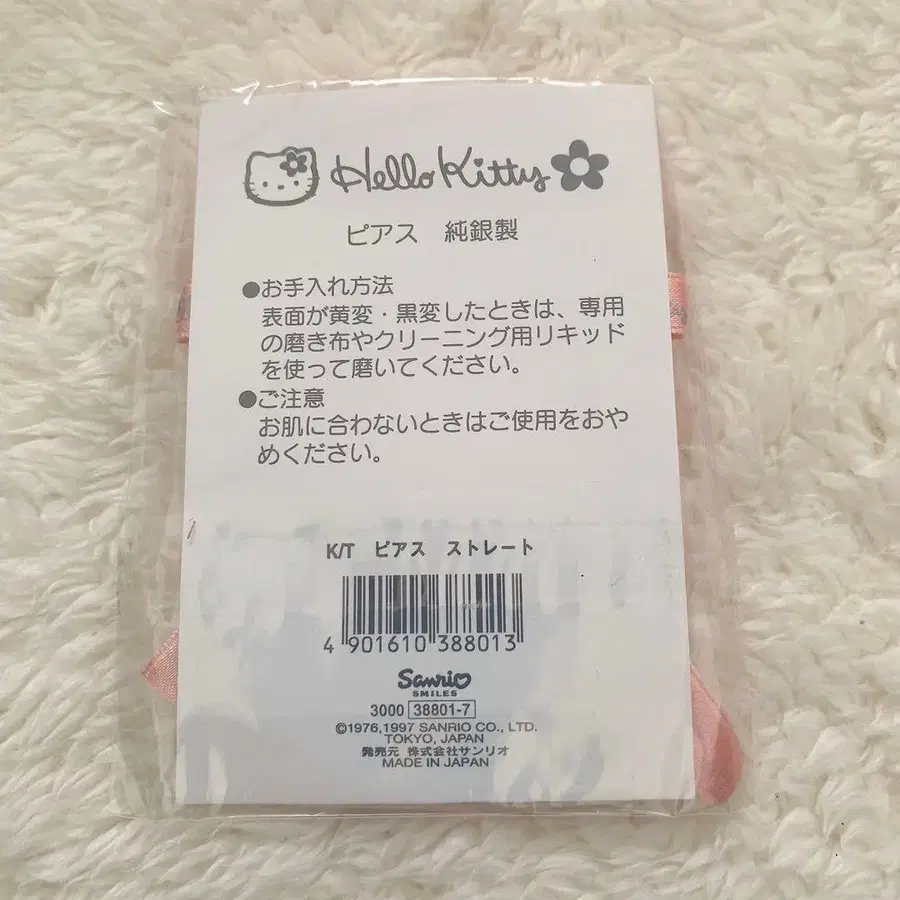 Hello Kitty
ピアス 純銀製
●お手入れ方法
表面が黄変・黒変したときは、専用
の磨き布やクリーニング用リキッド
を使って磨いてください。
●ご注意
お肌に合わないときはご使用をおや
めください。
K/T ピアス ストレート
4 901610 388013
Sanrio
SMILES
3000 38801-7
©1976,1997 SANRIO CO., LTD.
TOKYO, JAPAN
発売元 株式会社サンリオ
MADE IN JAPAN